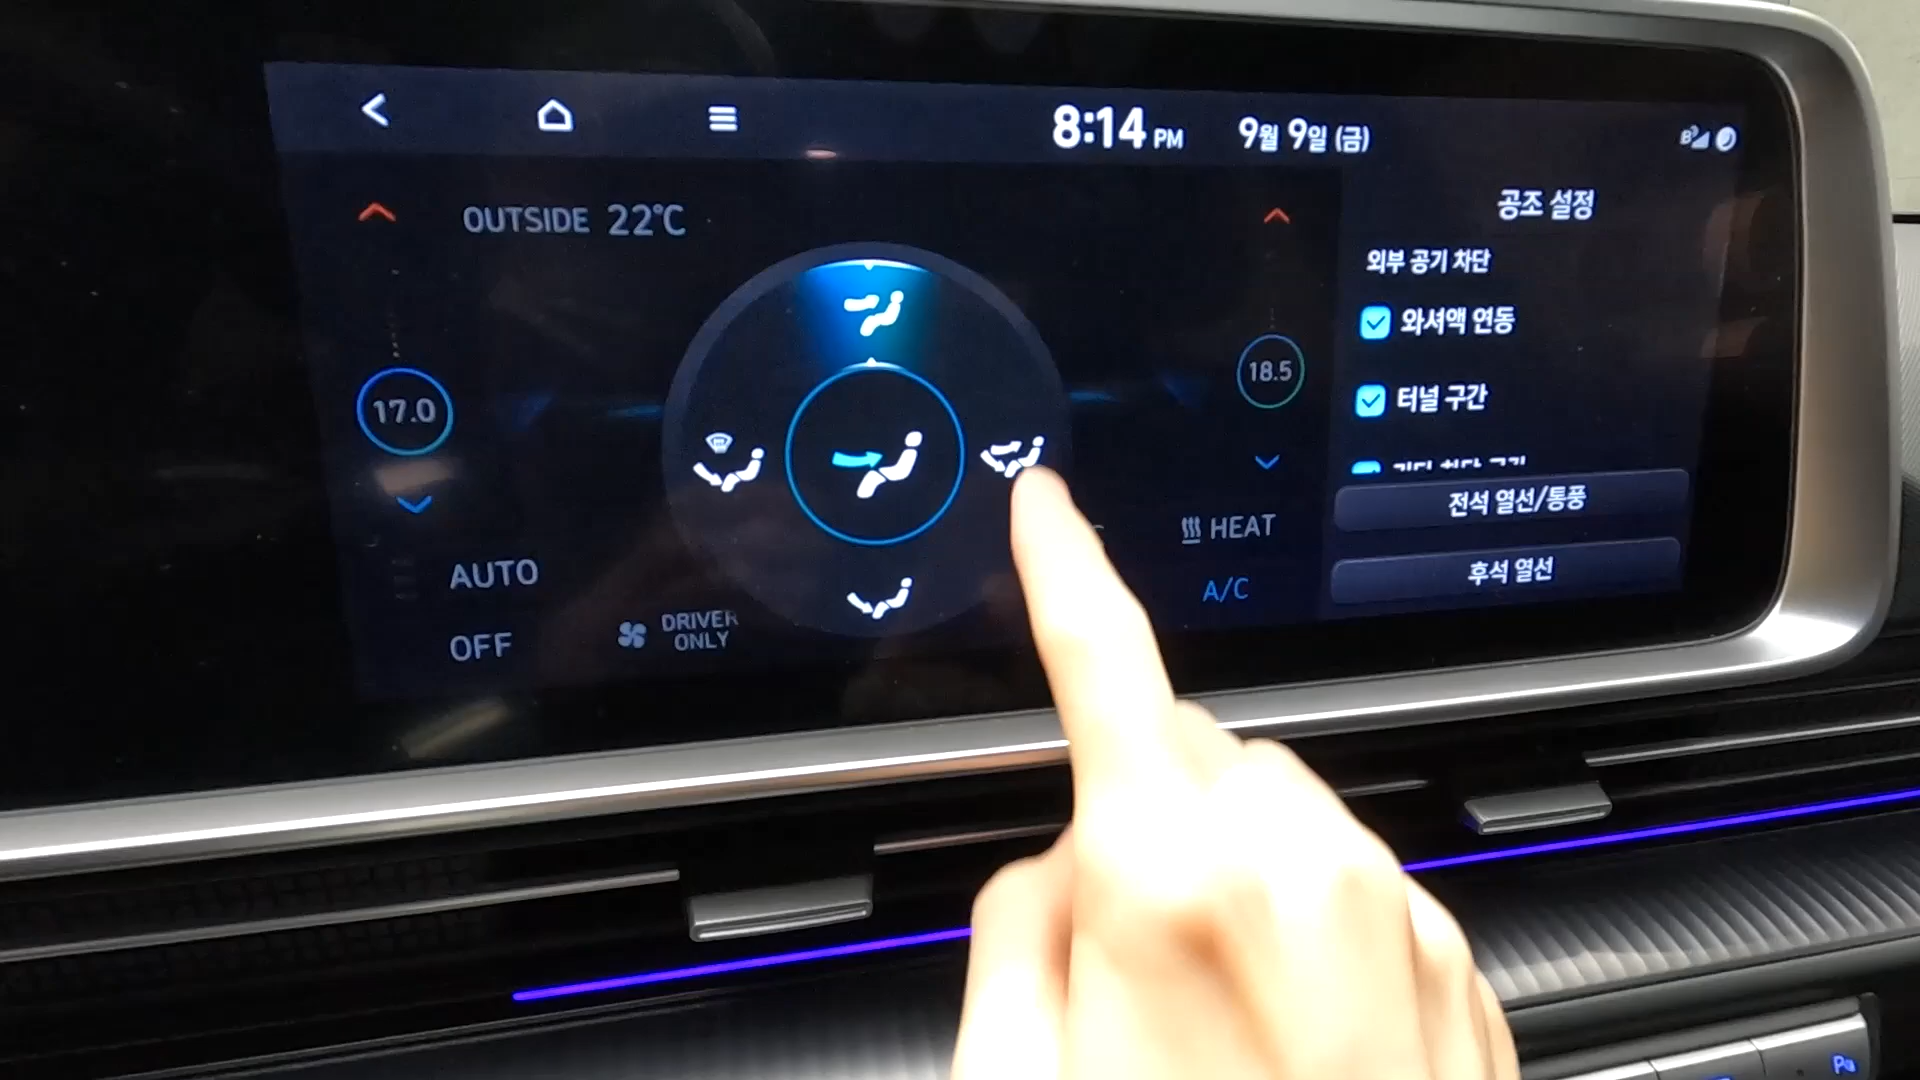 8:14 PM
9월 9일 (금)
OUTSIDE 22℃
공조 설정
외부 공기 차단
와셔액 연동
터널 구간
17.0
18.5
전석 열선/통풍
HEAT
후석 열선
AUTO
A/C
DRIVER
ONLY
OFF